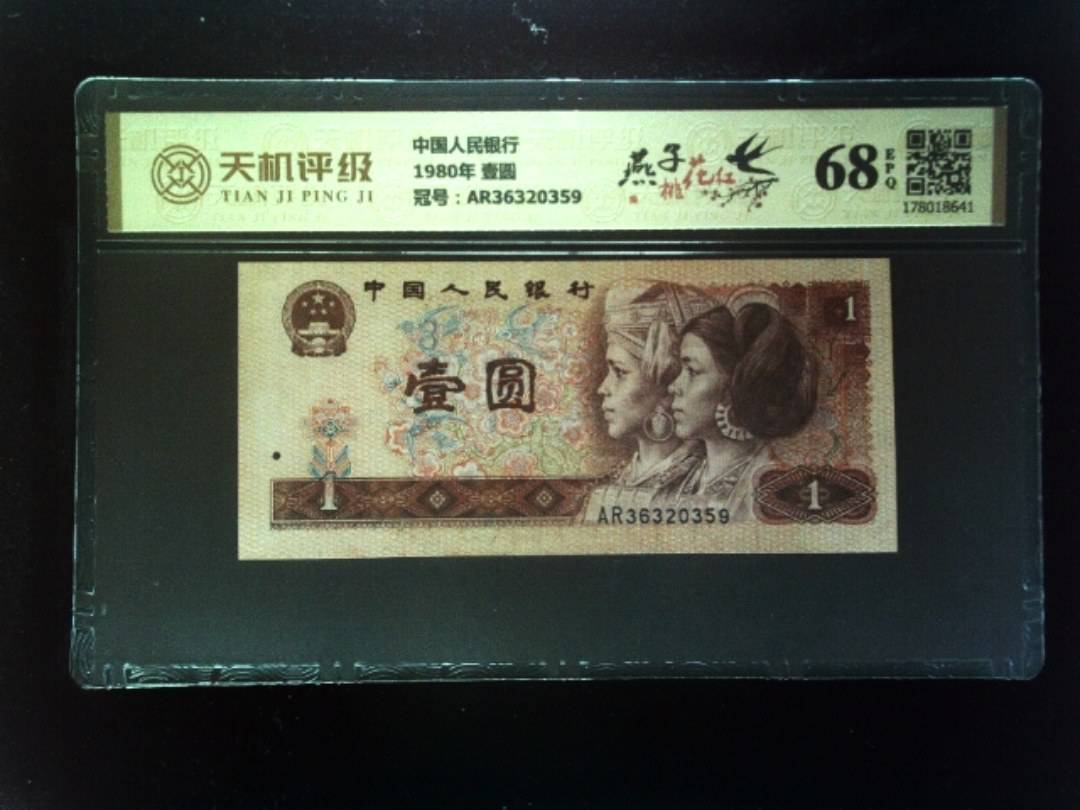 天机评级
TIAN JI PING JI
中国人民银行
1980年 壹圆
冠号：AR36320359
燕子
桃花红
68
EPQ
178018641
中国人民银行
1
壹圆
1
1
AR36320359